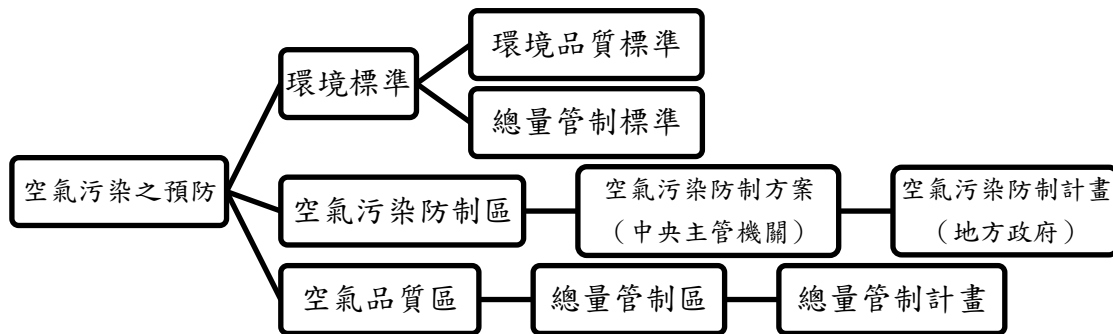 環境品質標準
環境標準
總量管制標準
空氣污染之預防
空氣污染防制區
空氣污染防制方案
（中央主管機關）
空氣污染防制計畫
（地方政府）
空氣品質區
總量管制區
總量管制計畫